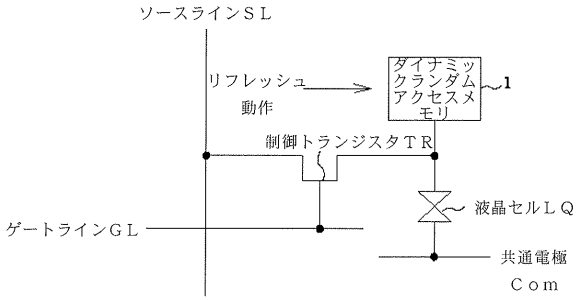 ソースラインＳＬ
リフレッシュ
動作
ダイナミッ
クランダム
アクセスメ
モリ
1
制御トランジスタＴＲ
液晶セルＬＱ
ゲートラインＧＬ
共通電極
Ｃｏｍ